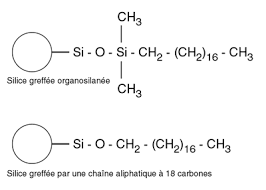 CH3
Si - O - Si - CH2 - (CH2)16 - CH3
CH3
Silice greffée organosilanée
Si - O - CH2 - (CH2)16 - CH3
Silice greffée par une chaîne aliphatique à 18 carbones